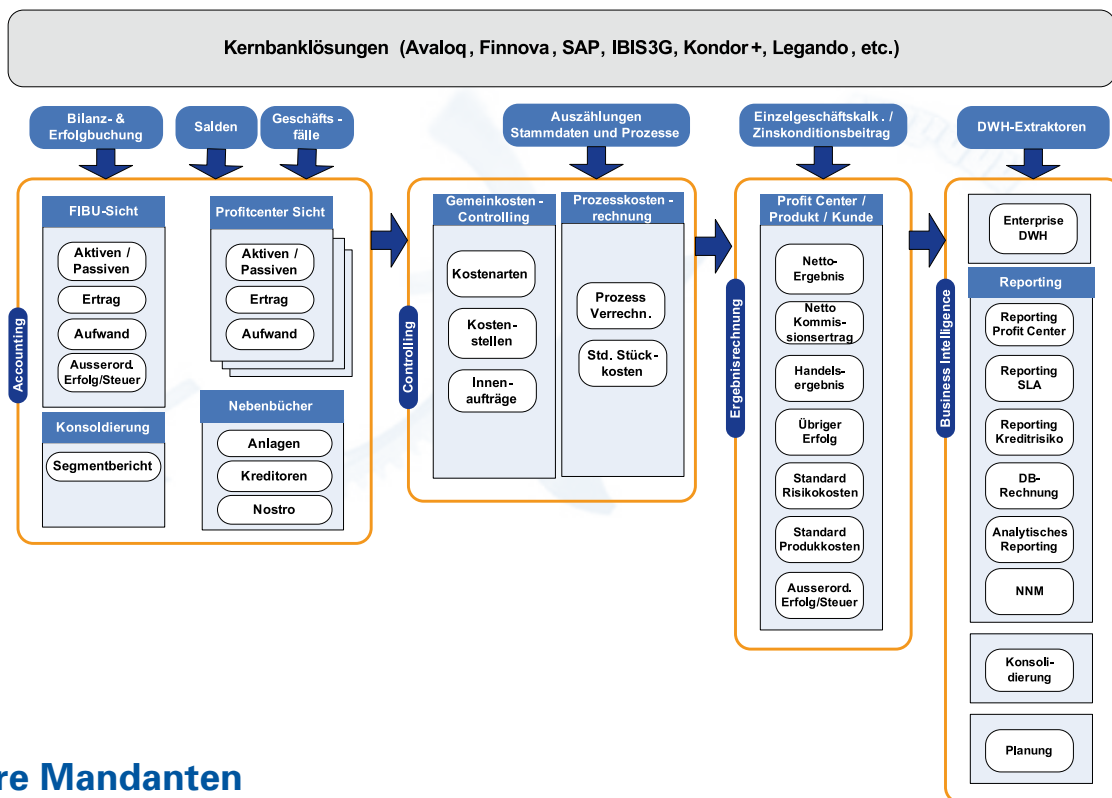 Kernbanklösungen (Avaloq, Finnova, SAP, IBIS3G, Kondor+, Legando, etc.)
Bilanz- &
Erfolgbuchung
Salden
Geschäfts -
fälle
Auszählungen
Stammdaten und Prozesse
Einzelgeschäftskalk . /
Zinskonditionsbeitrag
DWH-Extraktoren
Accounting
FIBU-Sicht
Aktiven /
Passiven
Ertrag
Aufwand
Ausserord.
Erfolg/Steuer
Konsoldierung
Segmentbericht
Profitcenter Sicht
Aktiven /
Passiven
Ertrag
Aufwand
Nebenbücher
Anlagen
Kreditoren
Nostro
Controlling
Gemeinkosten -
Controlling
Kostenarten
Kosten-
stellen
Innen-
aufträge
Prozesskosten -
rechnung
Prozess
Verrechn.
Std. Stück-
kosten
Ergebnisrechnung
Profit Center /
Produkt / Kunde
Netto-
Ergebnis
Netto
Kommis-
sionsertrag
Handels-
ergebnis
Übriger
Erfolg
Standard
Risikokosten
Standard
Produkkosten
Ausserord.
Erfolg/Steuer
Business Intelligence
Enterprise
DWH
Reporting
Reporting
Profit Center
Reporting
SLA
Reporting
Kreditrisiko
DB-
Rechnung
Analytisches
Reporting
NNM
Konsoli-
dierung
Planung
re Mandanten